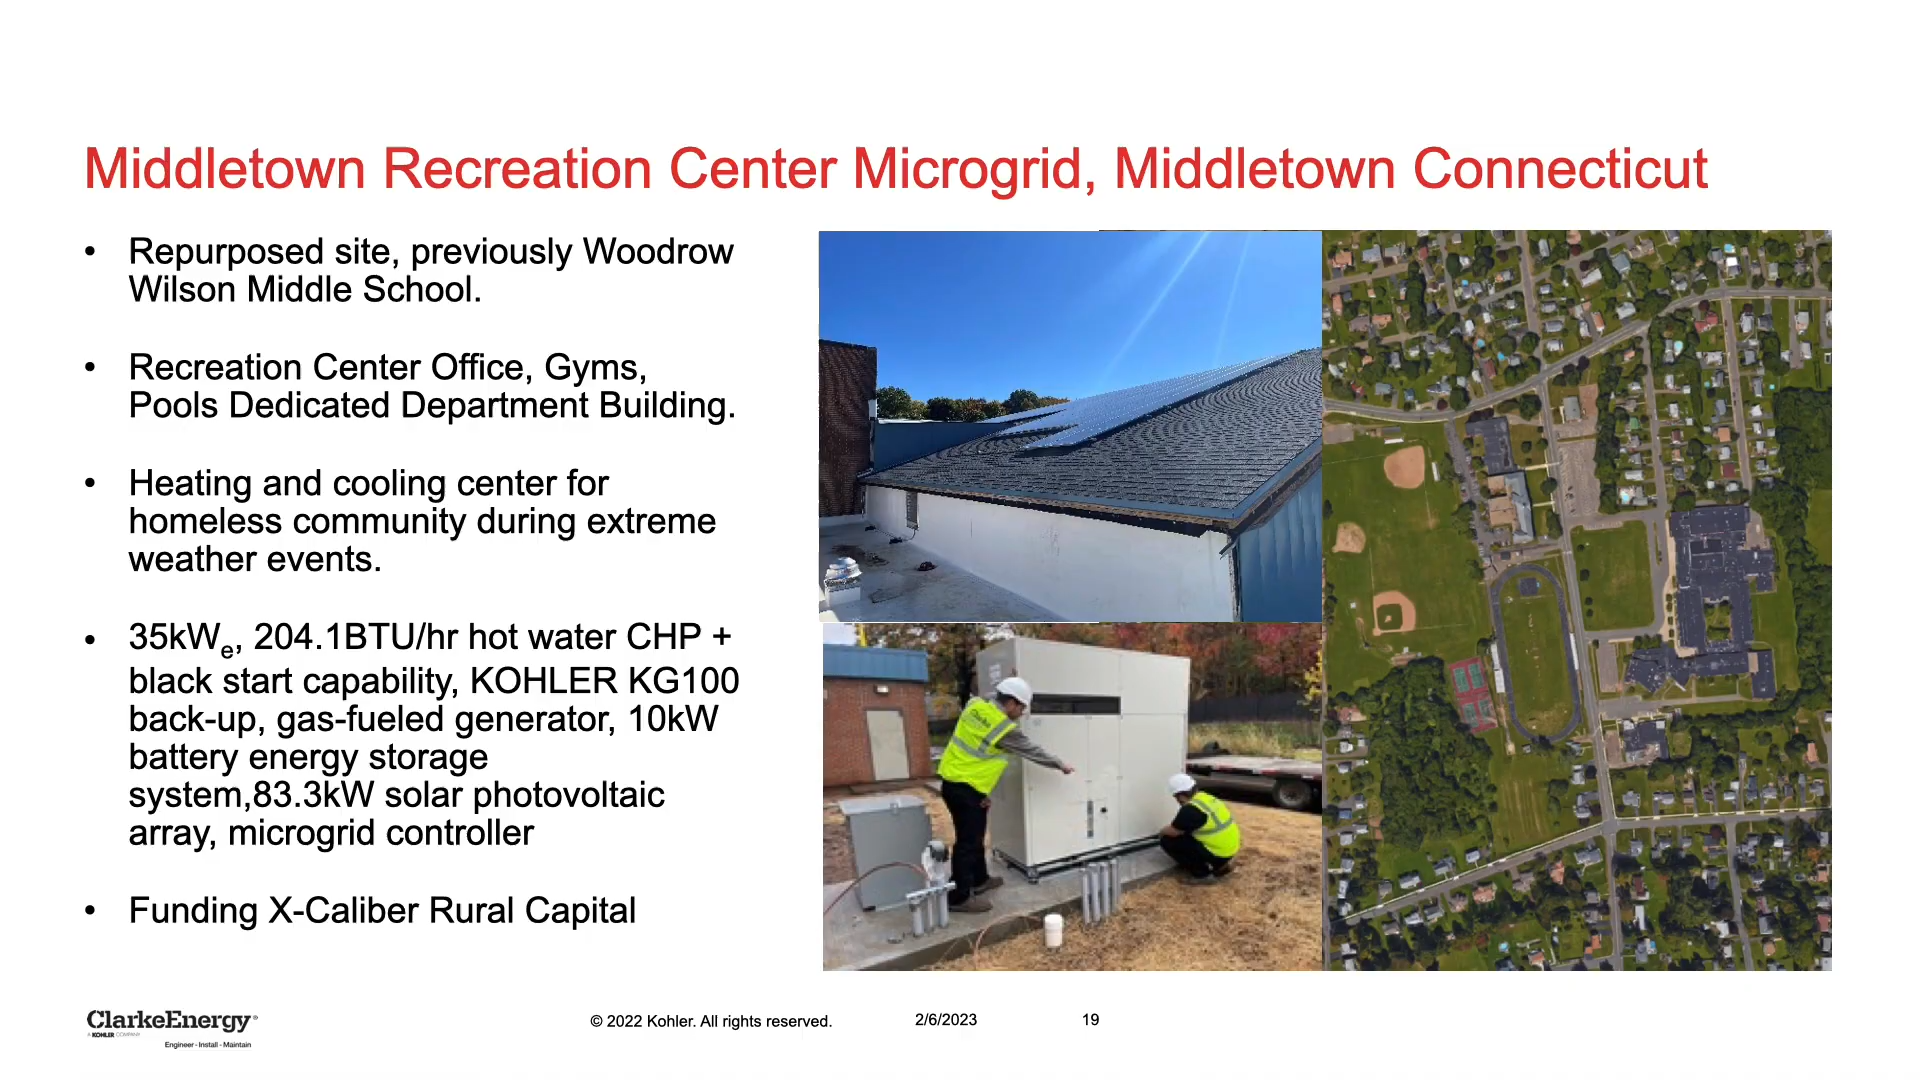 Middletown Recreation Center Microgrid, Middletown Connecticut
• Repurposed site, previously Woodrow
Wilson Middle School.
• Recreation Center Office, Gyms,
Pools Dedicated Department Building.
• Heating and cooling center for
homeless community during extreme
weather events.
• 35kWe, 204.1BTU/hr hot water CHP +
black start capability, KOHLER KG100
back-up, gas-fueled generator, 10kW
battery energy storage
system,83.3kW solar photovoltaic
array, microgrid controller
• Funding X-Caliber Rural Capital
Clarke
ClarkeEnergy®
A KOHLER COMPANY
Engineer - Install - Maintain
© 2022 Kohler. All rights reserved.
2/6/2023
19